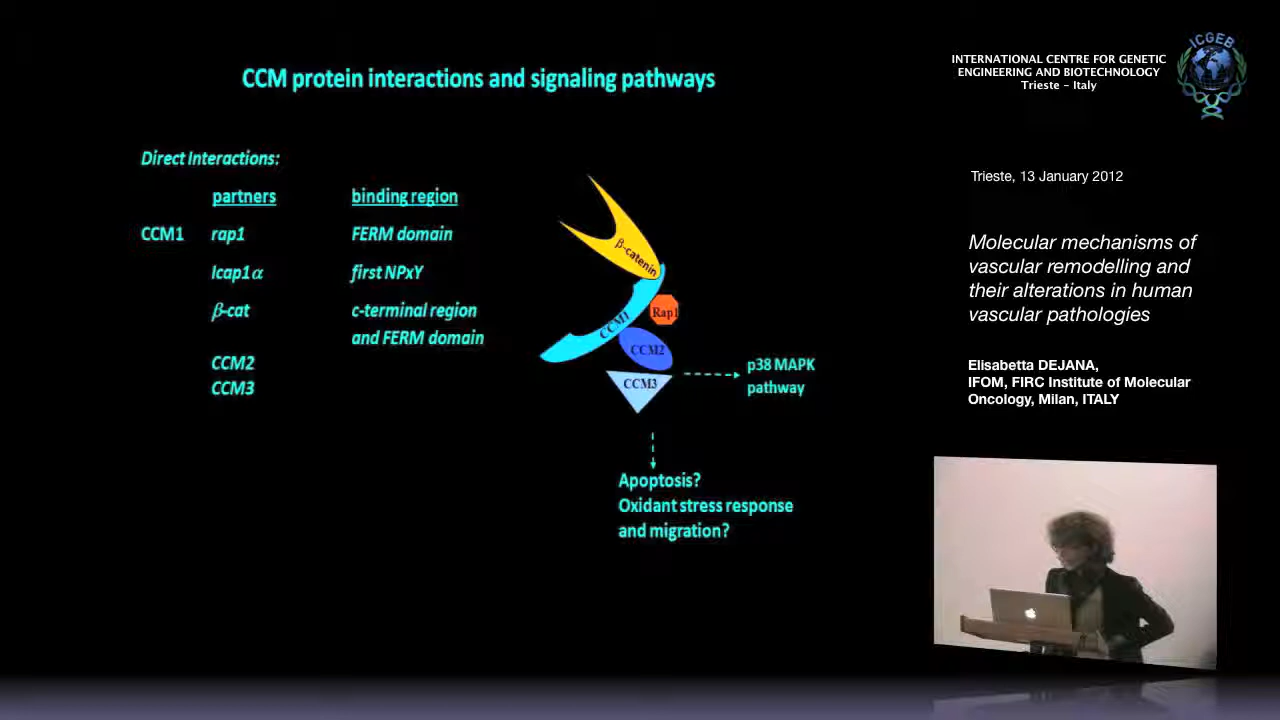 CCM protein interactions and signaling pathways
Direct Interactions:
partners binding region
CCM1 rap1 FERM domain
Icap1α first NPxY
β-cat c-terminal region
and FERM domain
CCM2
CCM3
β-catenin
CCM1
Rap1
CCM2
CCM3
p38 MAPK
pathway
Apoptosis?
Oxidant stress response
and migration?
INTERNATIONAL CENTRE FOR GENETIC
ENGINEERING AND BIOTECHNOLOGY
Trieste - Italy
ICGEB
Trieste, 13 January 2012
Molecular mechanisms of
vascular remodelling and
their alterations in human
vascular pathologies
Elisabetta DEJANA,
IFOM, FIRC Institute of Molecular
Oncology, Milan, ITALY